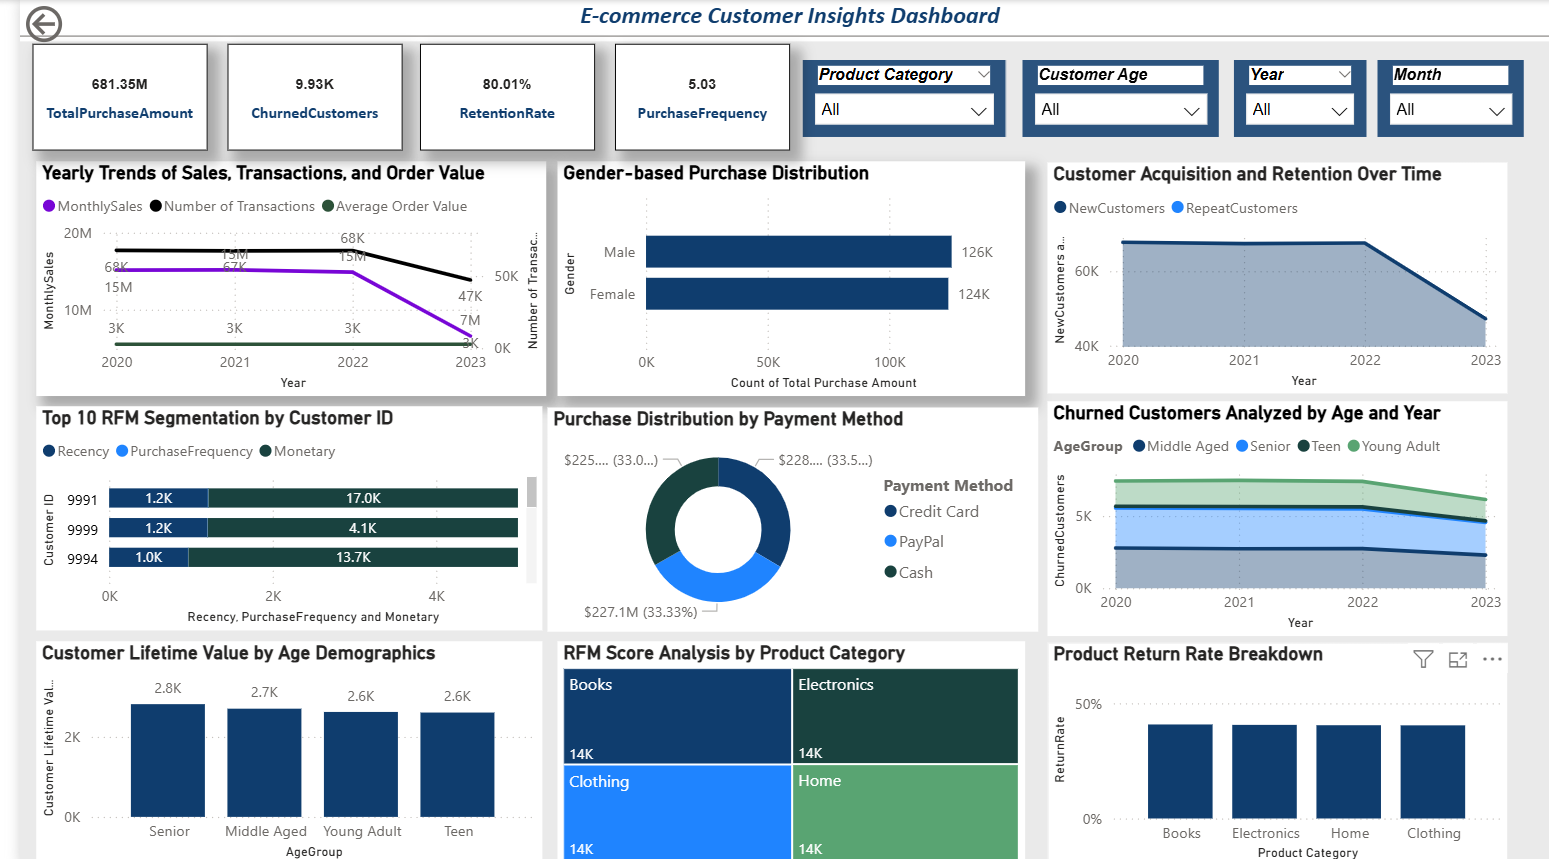 E-commerce Customer Insights Dashboard
681.35M
TotalPurchaseAmount
9.93K
ChurnedCustomers
80.01%
RetentionRate
5.03
PurchaseFrequency
Product Category
All
Customer Age
All
Year
All
Month
All
Yearly Trends of Sales, Transactions, and Order Value
MonthlySales Number of Transactions Average Order Value
MonthlySales
20M
10M
68K
15M
3K
15M
67K
3K
68K
15M
3K
47K
7M
3K
50K
0K
Number of Transac...
2020 2021 2022 2023
Year
Gender-based Purchase Distribution
Gender
Male 126K
Female 124K
0K 50K 100K
Count of Total Purchase Amount
Customer Acquisition and Retention Over Time
NewCustomers RepeatCustomers
NewCustomers a...
60K
40K
2020 2021 2022 2023
Year
Top 10 RFM Segmentation by Customer ID
Recency PurchaseFrequency Monetary
Customer ID
9991 1.2K 17.0K
9999 1.2K 4.1K
9994 1.0K 13.7K
0K 2K 4K
Recency, PurchaseFrequency and Monetary
Purchase Distribution by Payment Method
$225.... (33.0...)
$228.... (33.5...)
$227.1M (33.33%)
Payment Method
Credit Card
PayPal
Cash
Churned Customers Analyzed by Age and Year
AgeGroup Middle Aged Senior Teen Young Adult
ChurnedCustomers
5K
0K
2020 2021 2022 2023
Year
Customer Lifetime Value by Age Demographics
Customer Lifetime Val...
2K
0K
2.8K 2.7K 2.6K 2.6K
Senior Middle Aged Young Adult Teen
AgeGroup
RFM Score Analysis by Product Category
Books
14K
Electronics
14K
Clothing
14K
Home
14K
Product Return Rate Breakdown
ReturnRate
50%
0%
Books Electronics Home Clothing
Product Category